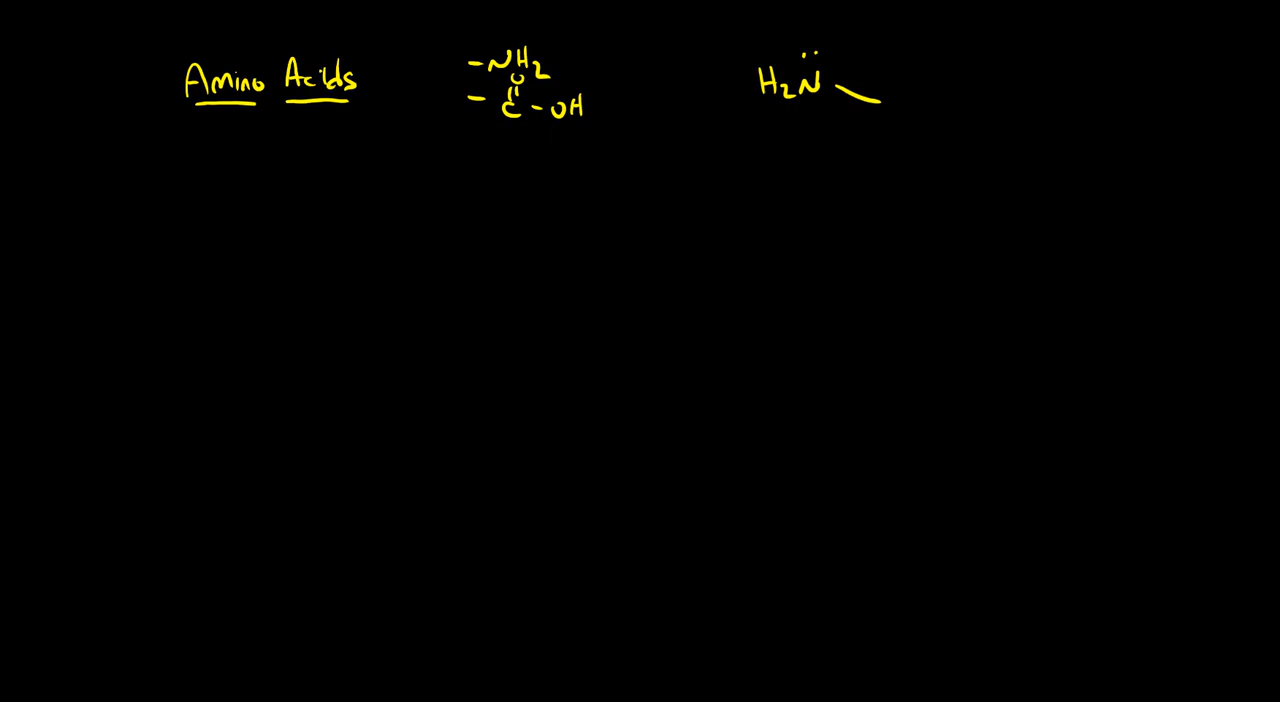 Amino Acids
-NH2
O
- C - OH
H2N